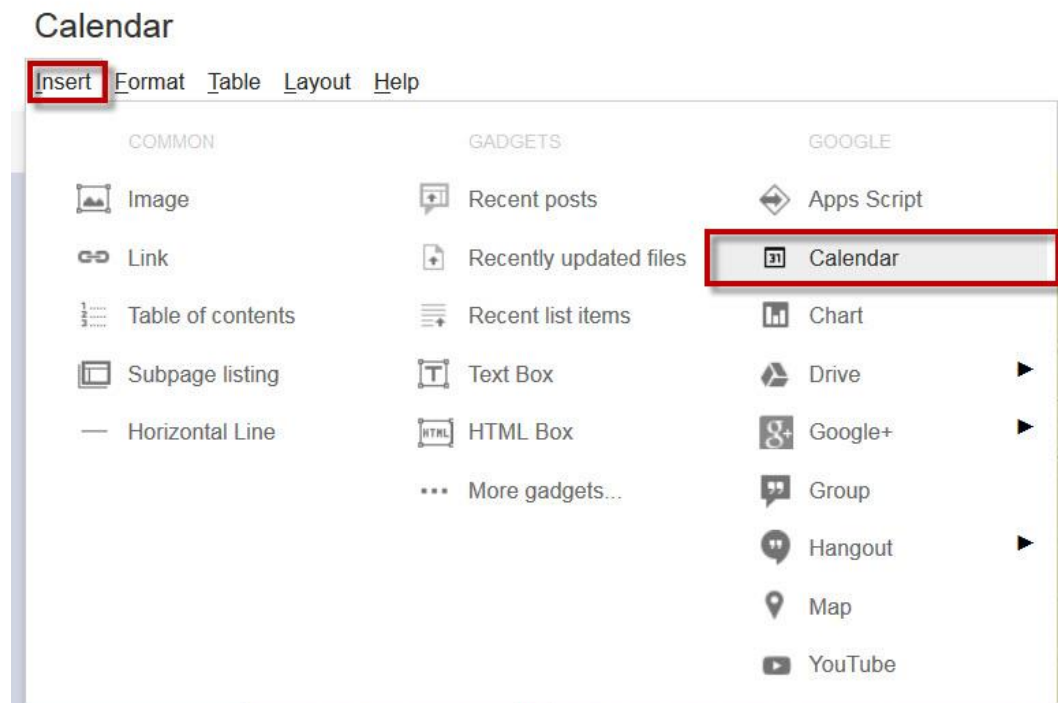 Calendar
Insert Format Table Layout Help
COMMON GADGETS GOOGLE
Image Recent posts Apps Script
Link Recently updated files 31 Calendar
Table of contents Recent list items Chart
Subpage listing T Text Box Drive
Horizontal Line HTML HTML Box g+ Google+
More gadgets... Group
Hangout
Map
YouTube